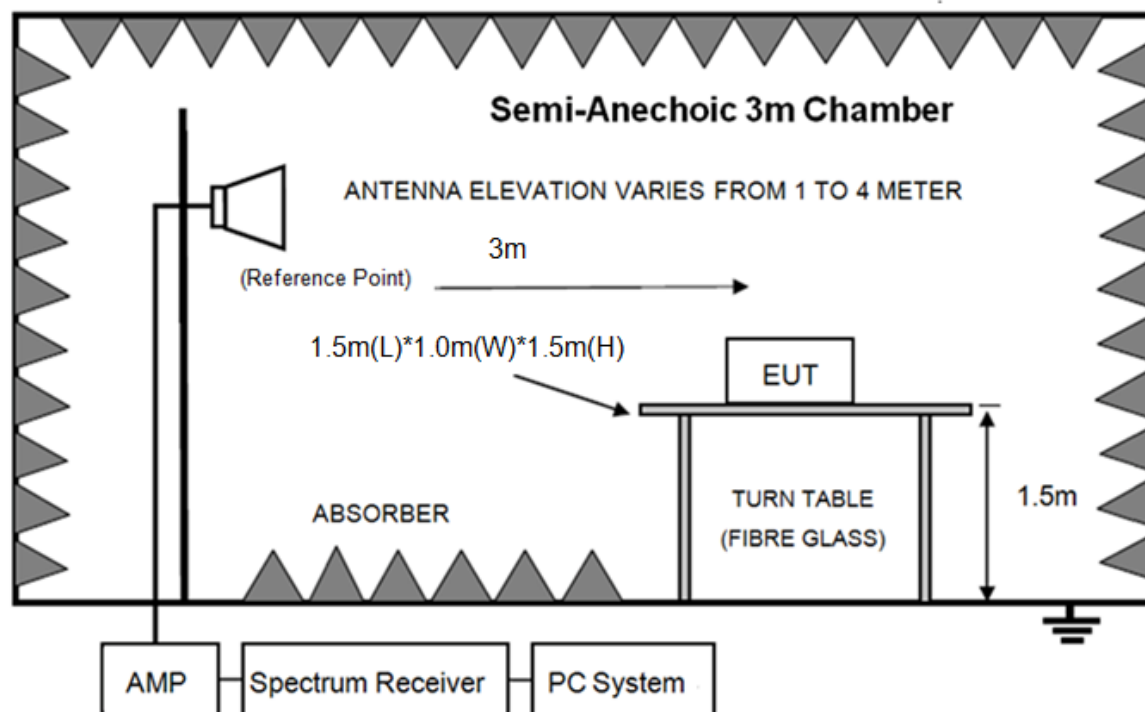 Semi-Anechoic 3m Chamber
ANTENNA ELEVATION VARIES FROM 1 TO 4 METER
3m
(Reference Point)
1.5m(L)*1.0m(W)*1.5m(H)
EUT
TURN TABLE
(FIBRE GLASS)
1.5m
ABSORBER
AMP
Spectrum Receiver
PC System